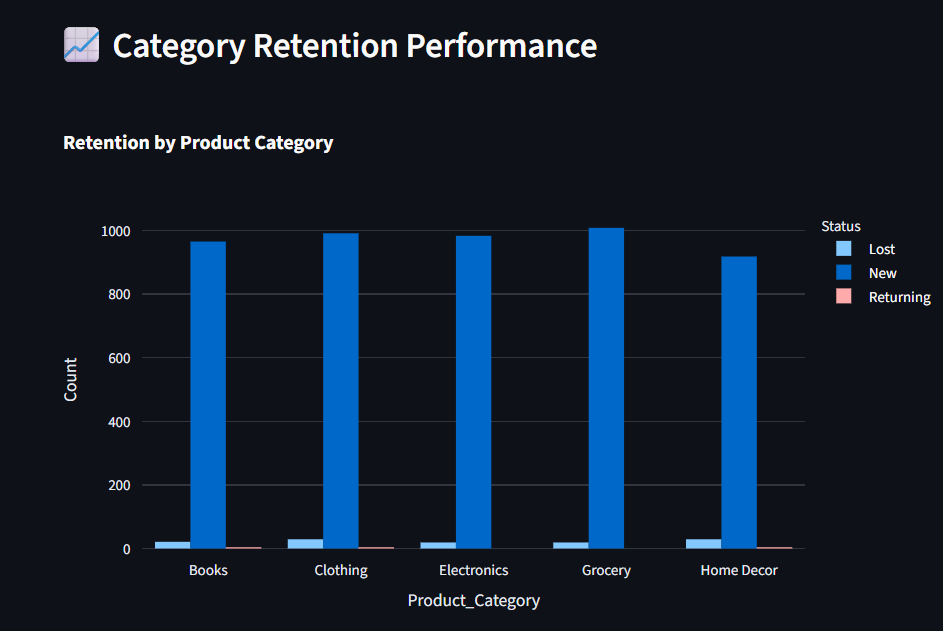 Category Retention Performance
Retention by Product Category
Status
Lost
New
Returning
Count
1000
800
600
400
200
0
Books
Clothing
Electronics
Grocery
Home Decor
Product_Category